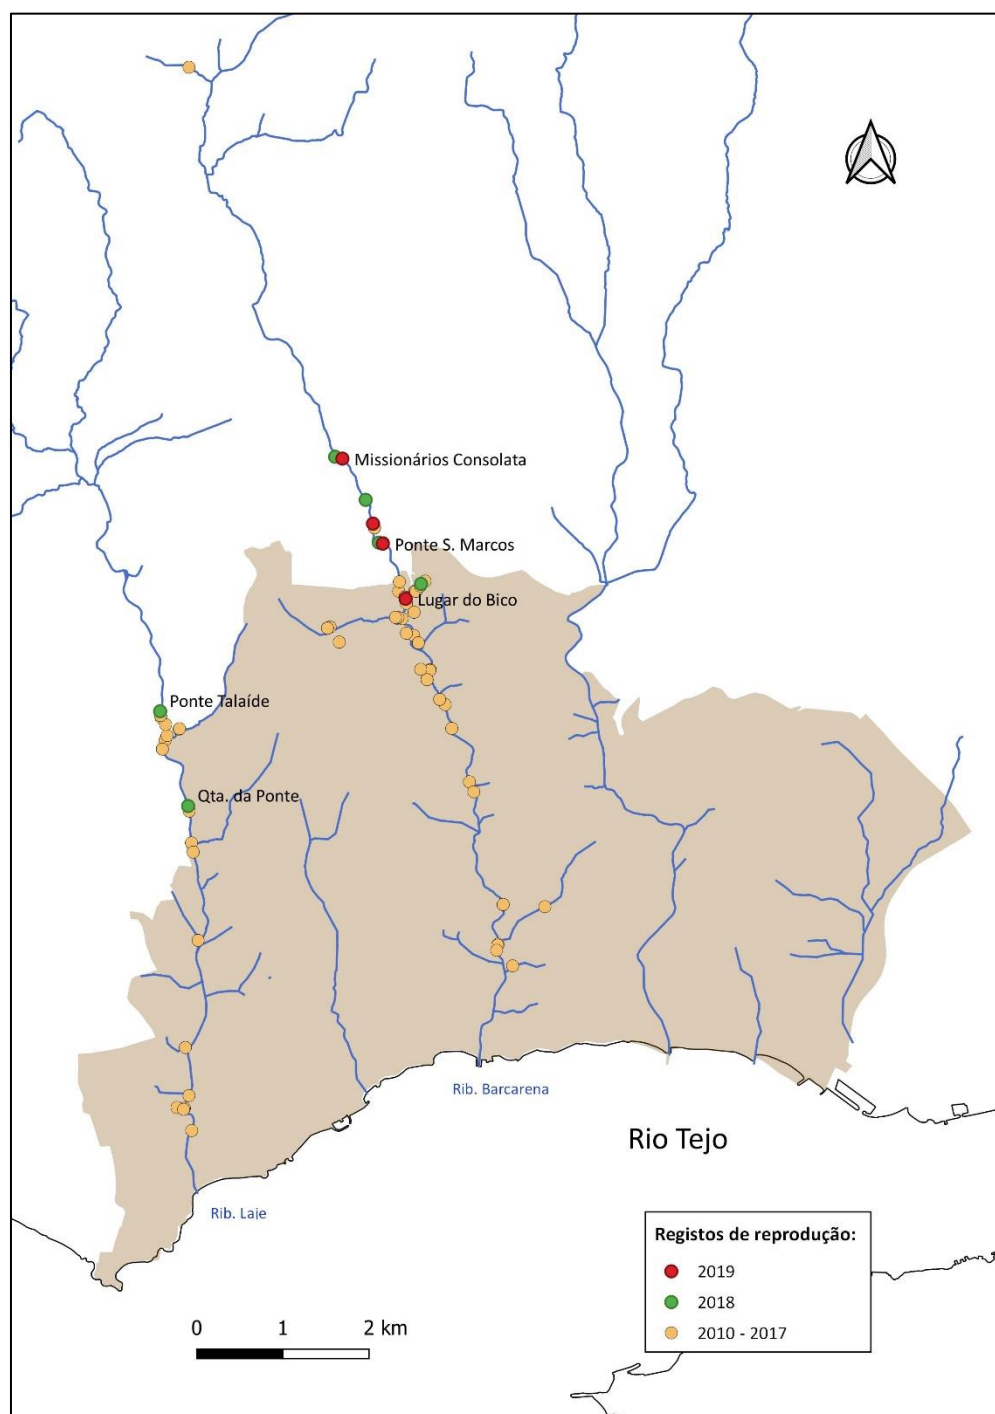 Missionários Consolata
Ponte S. Marcos
Lugar do Bico
Ponte Talaíde
Qta. da Ponte
Rib. Barcarena
Rio Tejo
Rib. Laje
Registos de reprodução:
2019
2018
2010 - 2017
0 1 2 km